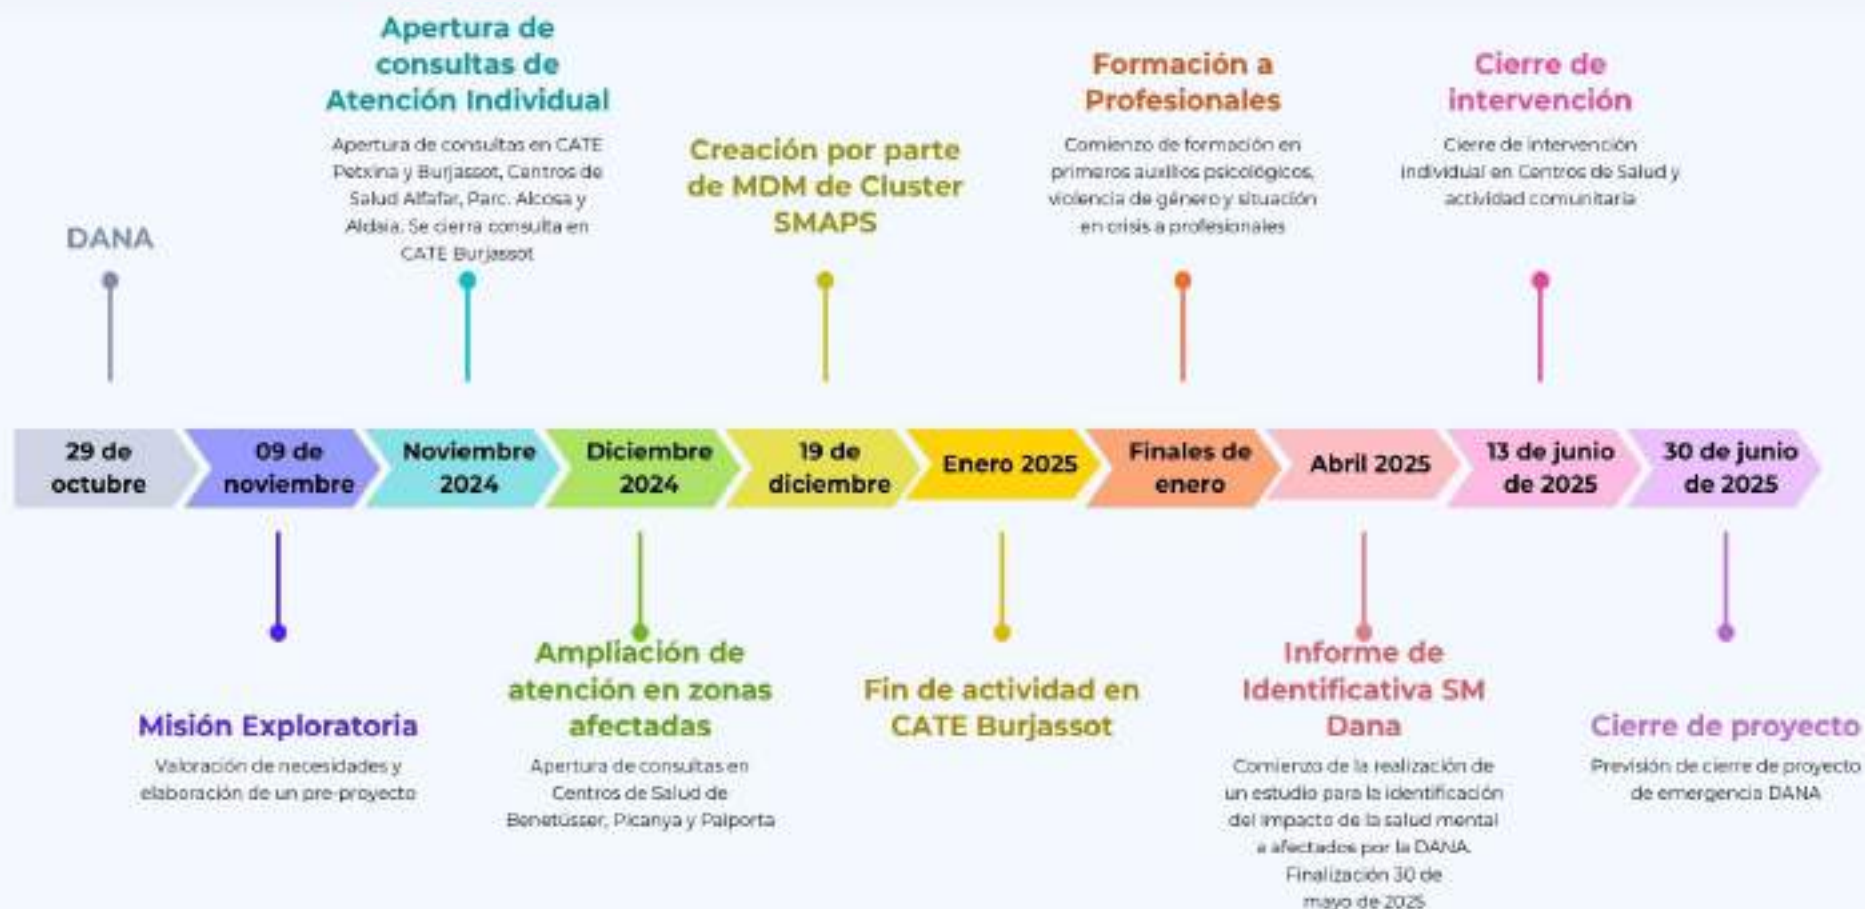 DANA
Apertura de
consultas de
Atención Individual
Apertura de consultas en CATE
Petxina y Burjassot, Centros de
Salud Alfafar, Parc. Alcosa y
Aldaia. Se cierra consulta en
CATE Burjassot
Creación por parte
de MDM de Cluster
SMAPS
Formación a
Profesionales
Comienzo de formación en
primeros auxilios psicológicos,
violencia de género y situación
en crisis a profesionales
Cierre de
intervención
Cierre de intervención
individual en Centros de Salud y
actividad comunitaria
29 de
octubre
09 de
noviembre
Noviembre
2024
Diciembre
2024
19 de
diciembre
Enero 2025
Finales de
enero
Abril 2025
13 de junio
de 2025
30 de junio
de 2025
Misión Exploratoria
Valoración de necesidades y
elaboración de un pre-proyecto
Ampliación de
atención en zonas
afectadas
Apertura de consultas en
Centros de Salud de
Benetússer, Picanya y Paiporta
Fin de actividad en
CATE Burjassot
Informe de
Identificativa SM
Dana
Comienzo de la realización de
un estudio para la identificación
del impacto de la salud mental
a afectados por la DANA.
Finalización 30 de
mayo de 2025
Cierre de proyecto
Previsión de cierre de proyecto
de emergencia DANA